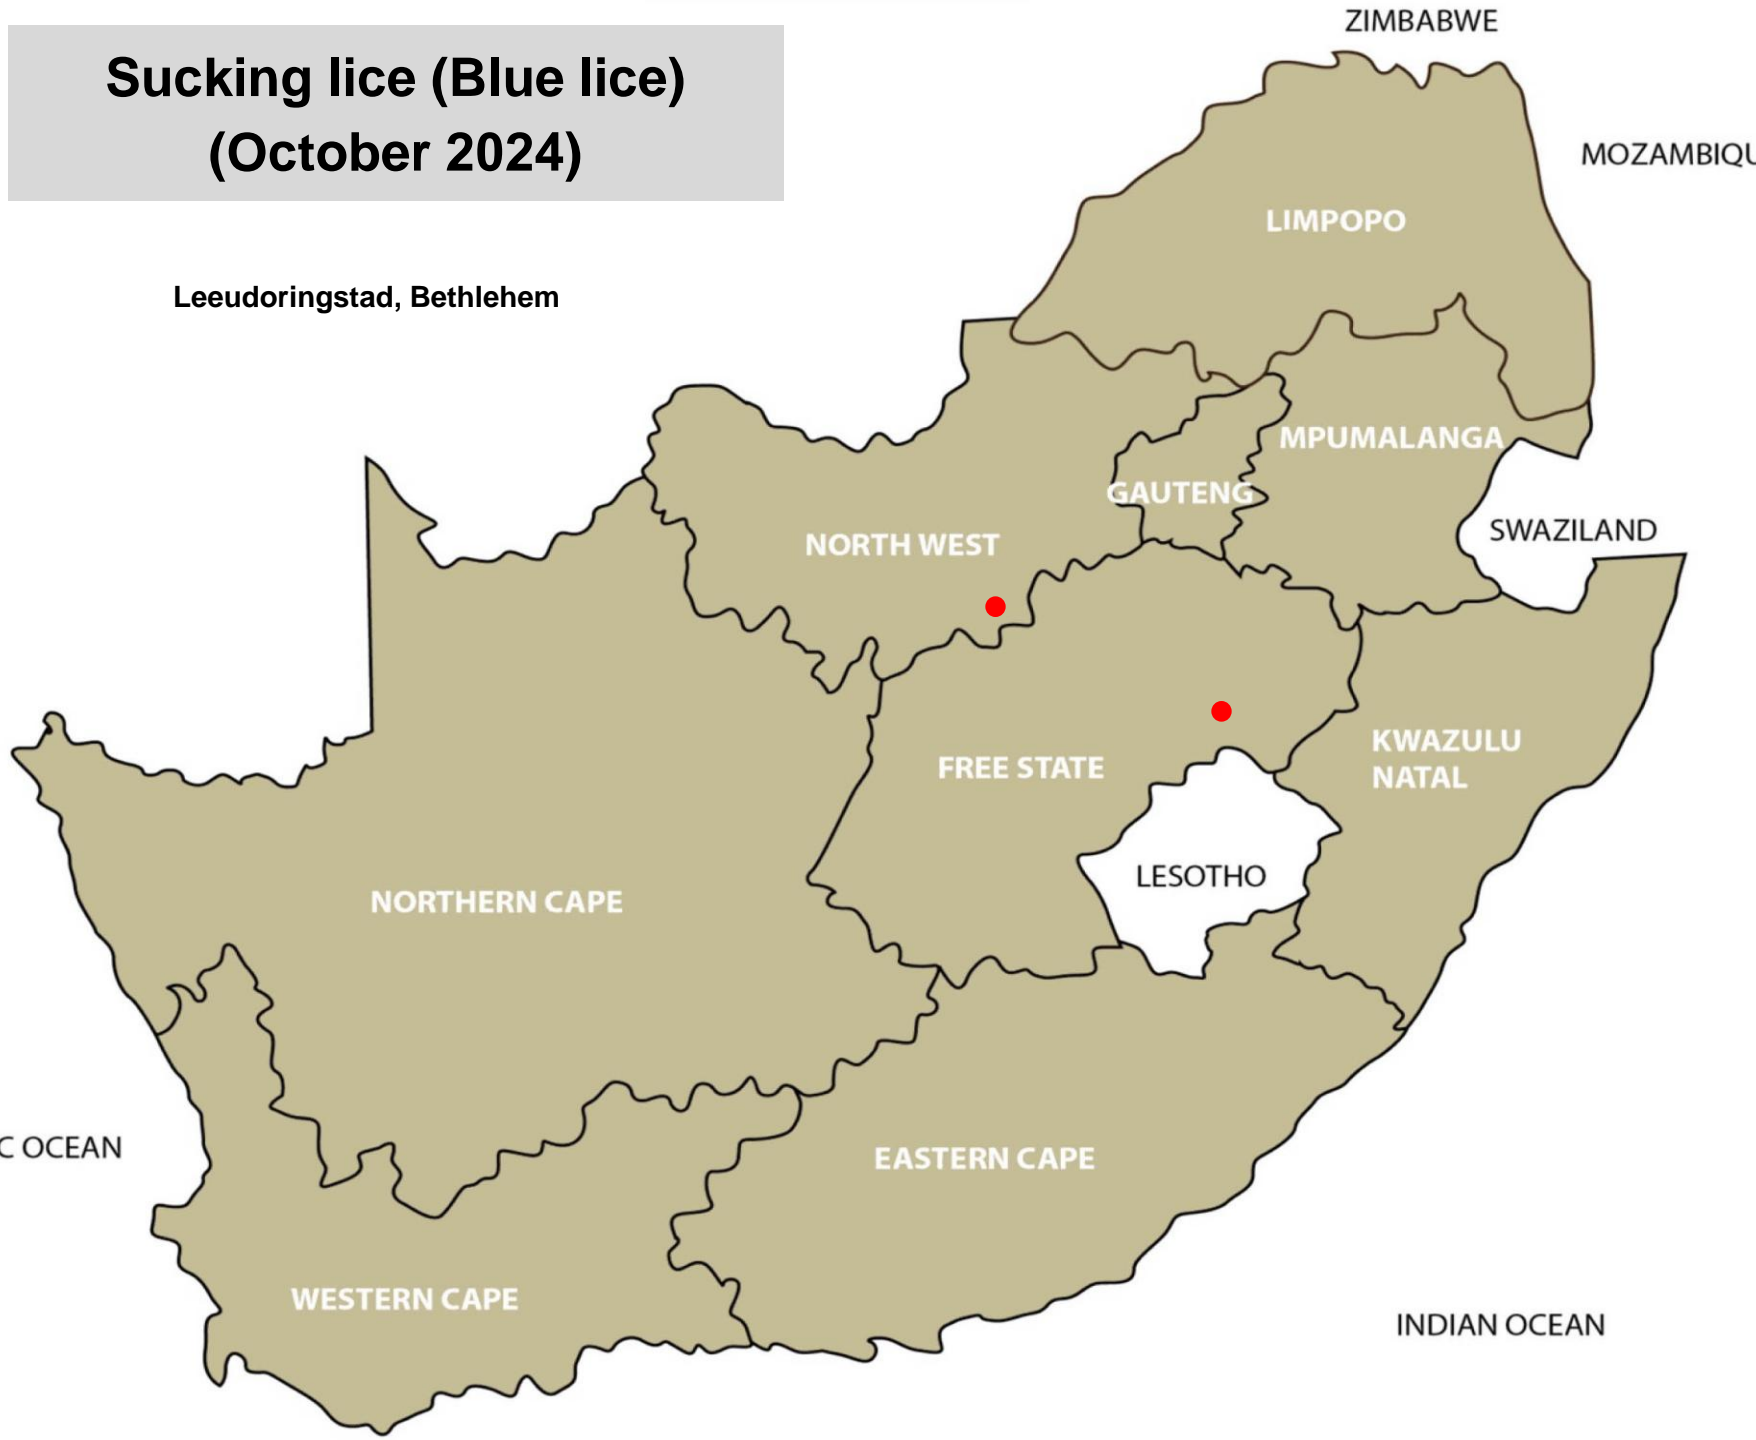 ZIMBABWE
Sucking lice (Blue lice)
(October 2024)
MOZAMBIQU
LIMPOPO
Leeudoringstad, Bethlehem
MPUMALANGA
GAUTENG
SWAZILAND
NORTH WEST
KWAZULU
NATAL
FREE STATE
LESOTHO
NORTHERN CAPE
C OCEAN
EASTERN CAPE
WESTERN CAPE
INDIAN OCEAN